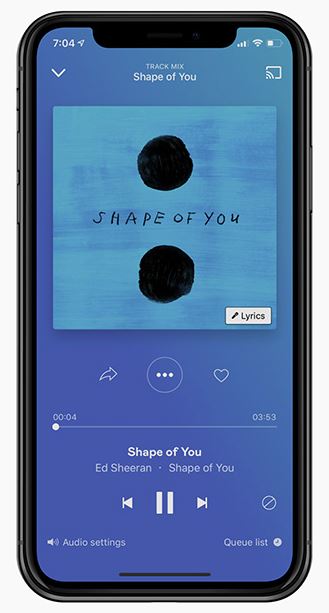 7:04
TRACK MIX
Shape of You
SHAPE OF YOU
Lyrics
00:04
03:53
Shape of You
Ed Sheeran · Shape of You
Audio settings
Queue list